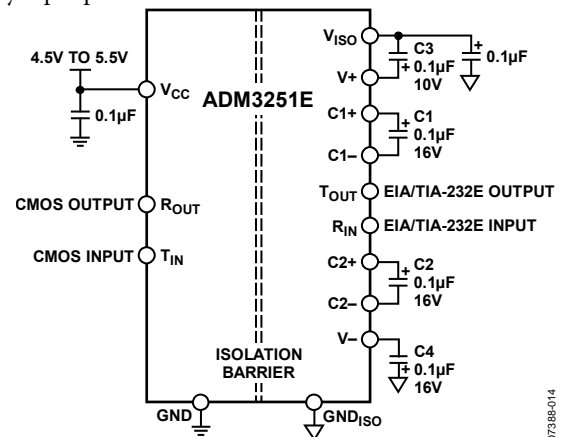 4.5V TO 5.5V
VCC
0.1µF
ADM3251E
VISO
C3
0.1µF
10V
+
+
0.1µF
V+
C1+
C1–
+
C1
0.1µF
16V
CMOS OUTPUT
ROUT
TOUT
EIA/TIA-232E OUTPUT
RIN
EIA/TIA-232E INPUT
CMOS INPUT
TIN
C2+
C2–
+
C2
0.1µF
16V
V–
C4
0.1µF
16V
+
ISOLATION
BARRIER
GND
GNDISO
07388-014